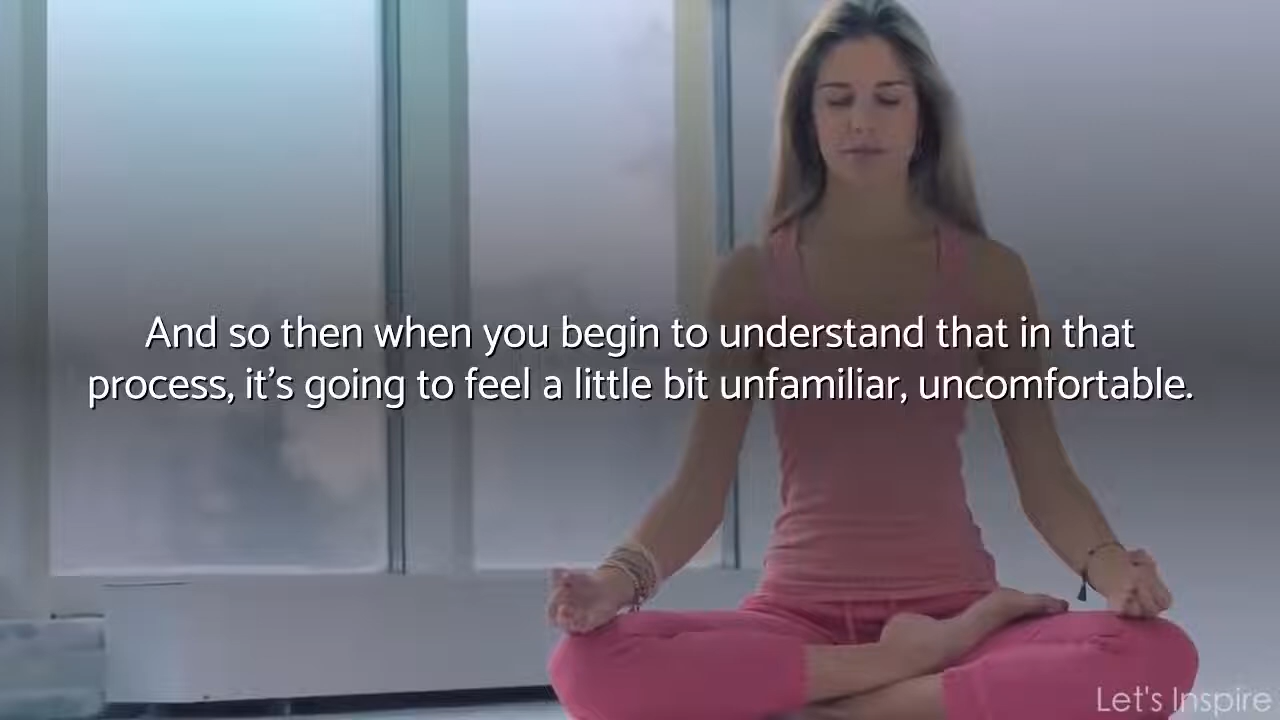 And so then when you begin to understand that in that
process, it's going to feel a little bit unfamiliar, uncomfortable.
Let's Inspire